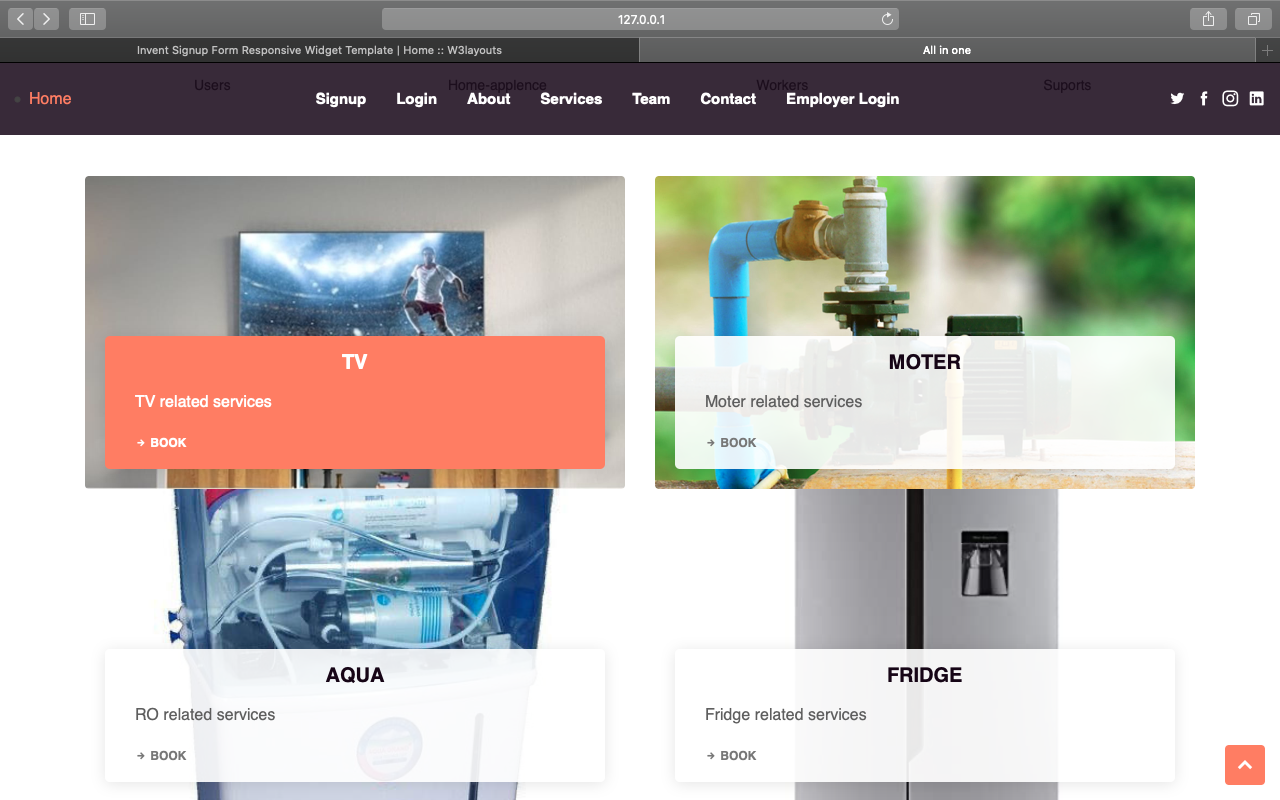 127.0.0.1
Invent Signup Form Responsive Widget Template | Home :: W3layouts
All in one
Users
Home-applence
Workers
Suports
Home
Signup
Login
About
Services
Team
Contact
Employer Login
TV
TV related services
BOOK
MOTER
Moter related services
BOOK
AQUA
RO related services
BOOK
FRIDGE
Fridge related services
BOOK